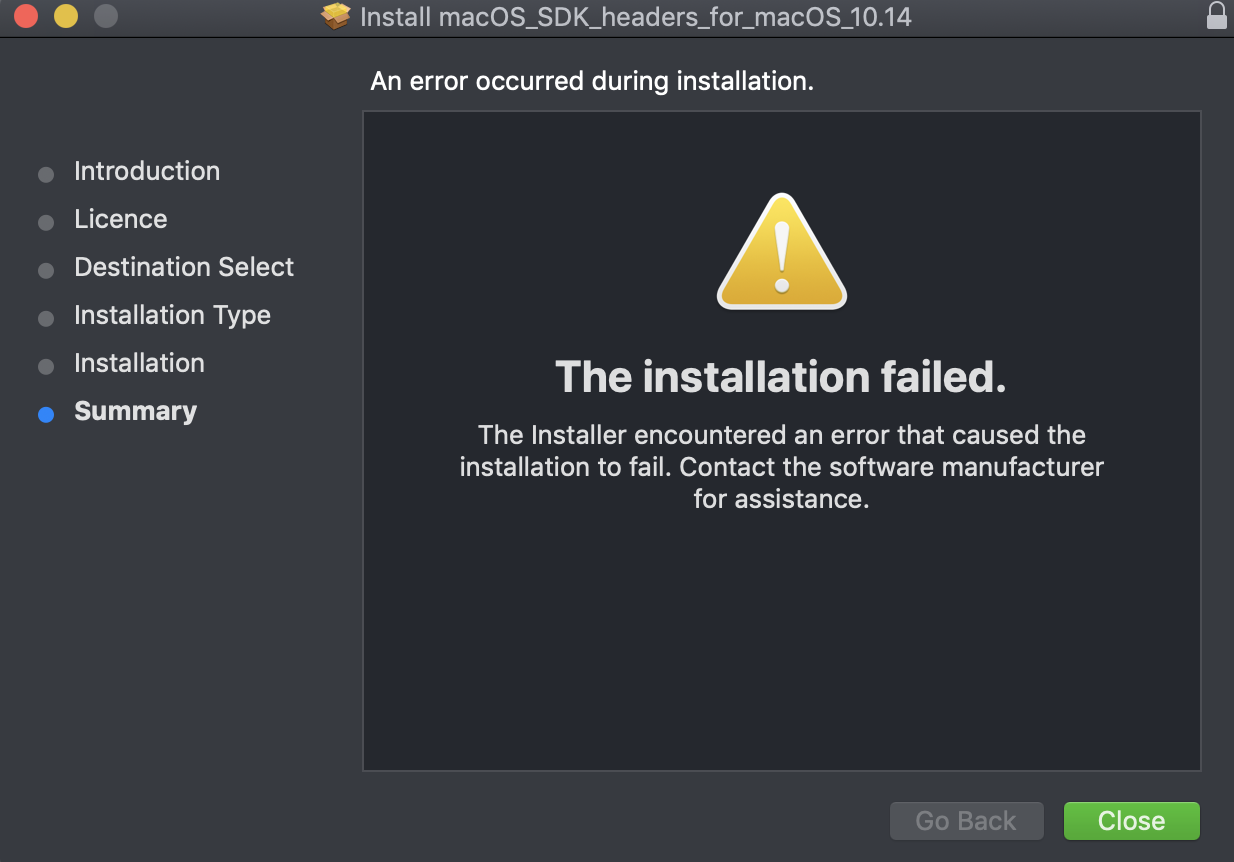 Install macOS_SDK_headers_for_macOS_10.14
An error occurred during installation.
Introduction
Licence
Destination Select
Installation Type
Installation
Summary
The installation failed.
The Installer encountered an error that caused the
installation to fail. Contact the software manufacturer
for assistance.
Go Back
Close